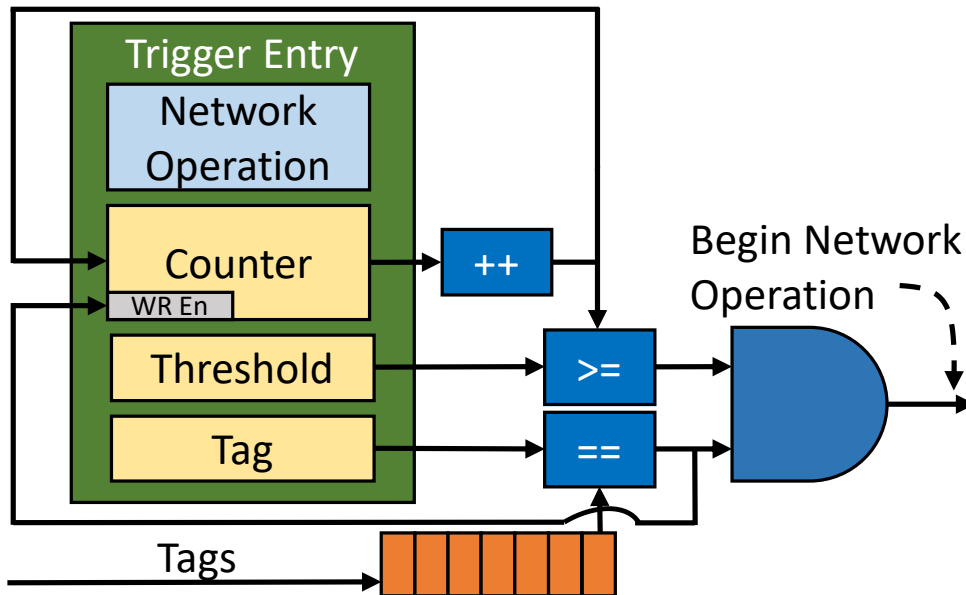 Trigger Entry
Network
Operation
Counter
WR En
++
Threshold
>=
Tag
==
Begin Network
Operation
Tags